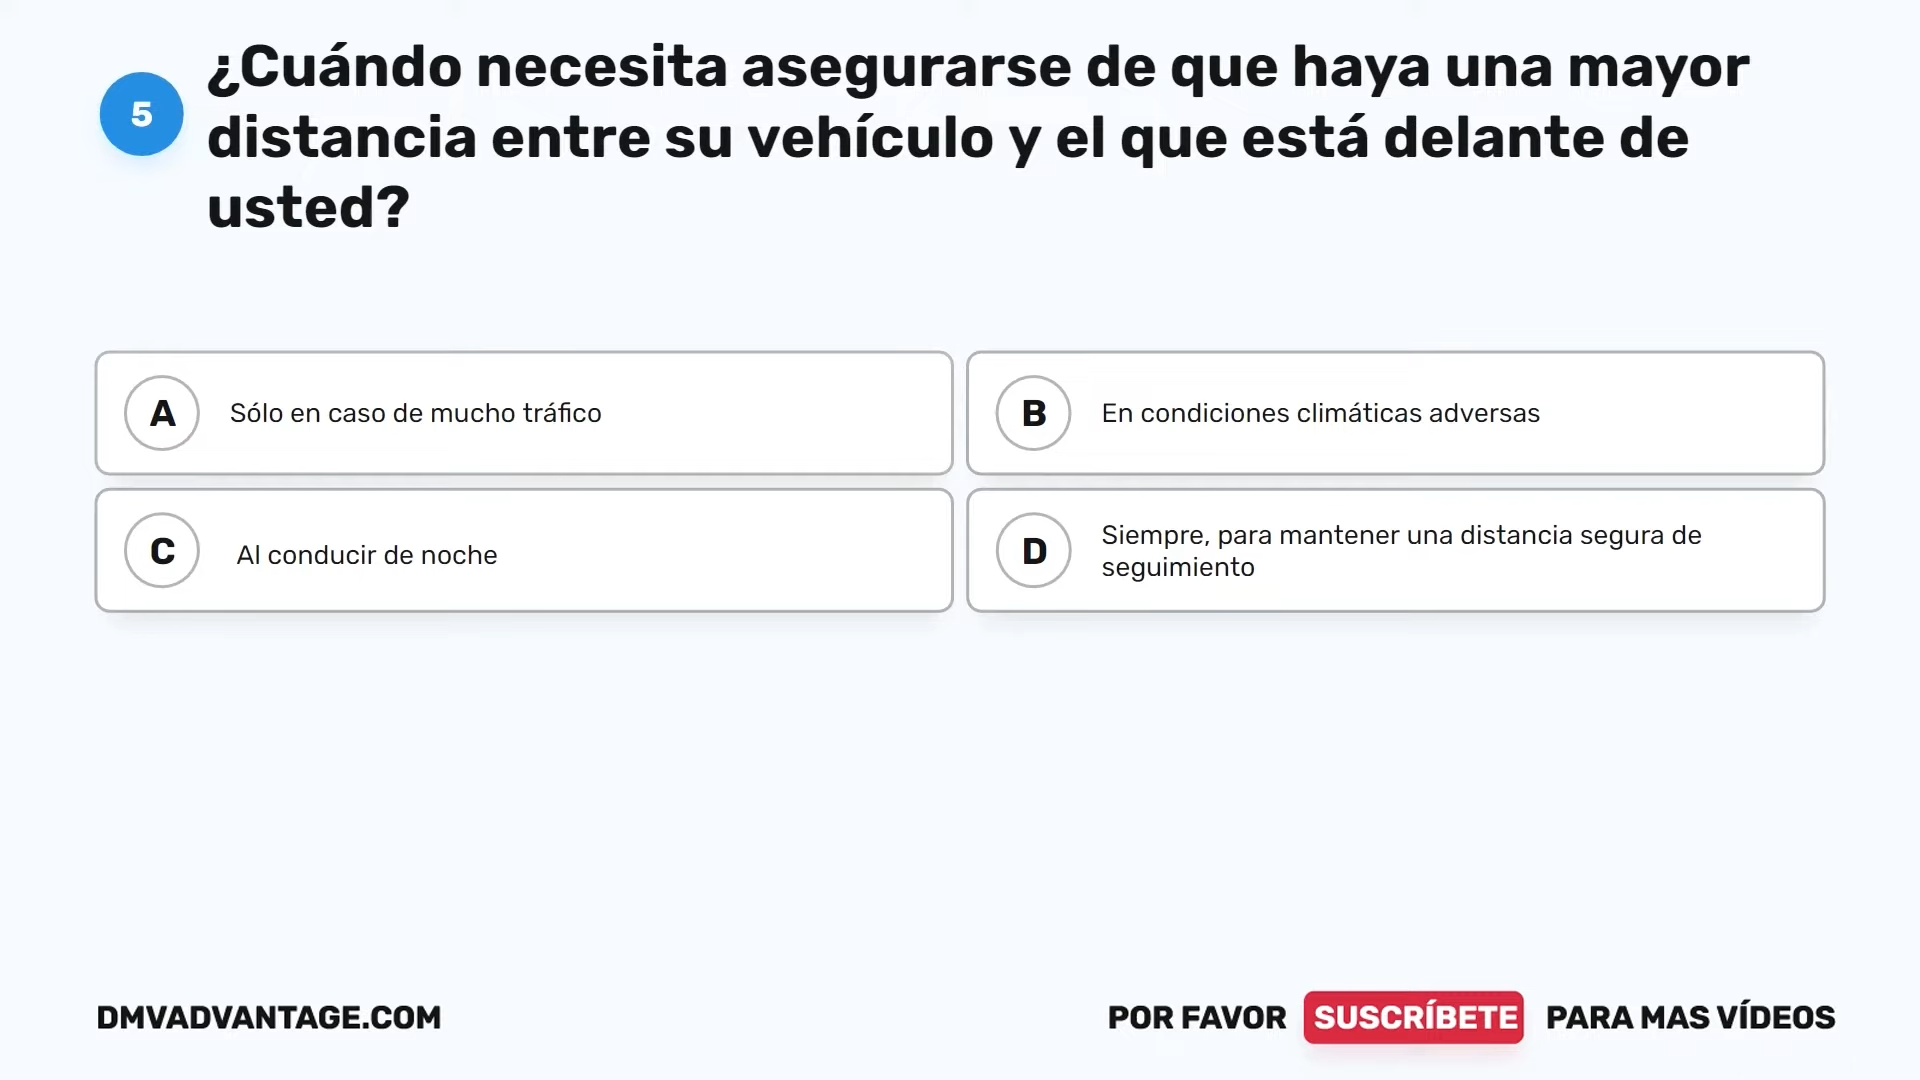 5
¿Cuándo necesita asegurarse de que haya una mayor
distancia entre su vehículo y el que está delante de
usted?
A Sólo en caso de mucho tráfico
B En condiciones climáticas adversas
C Al conducir de noche
D Siempre, para mantener una distancia segura de
seguimiento
DMVADVANTAGE.COM
POR FAVOR SUSCRÍBETE PARA MAS VÍDEOS